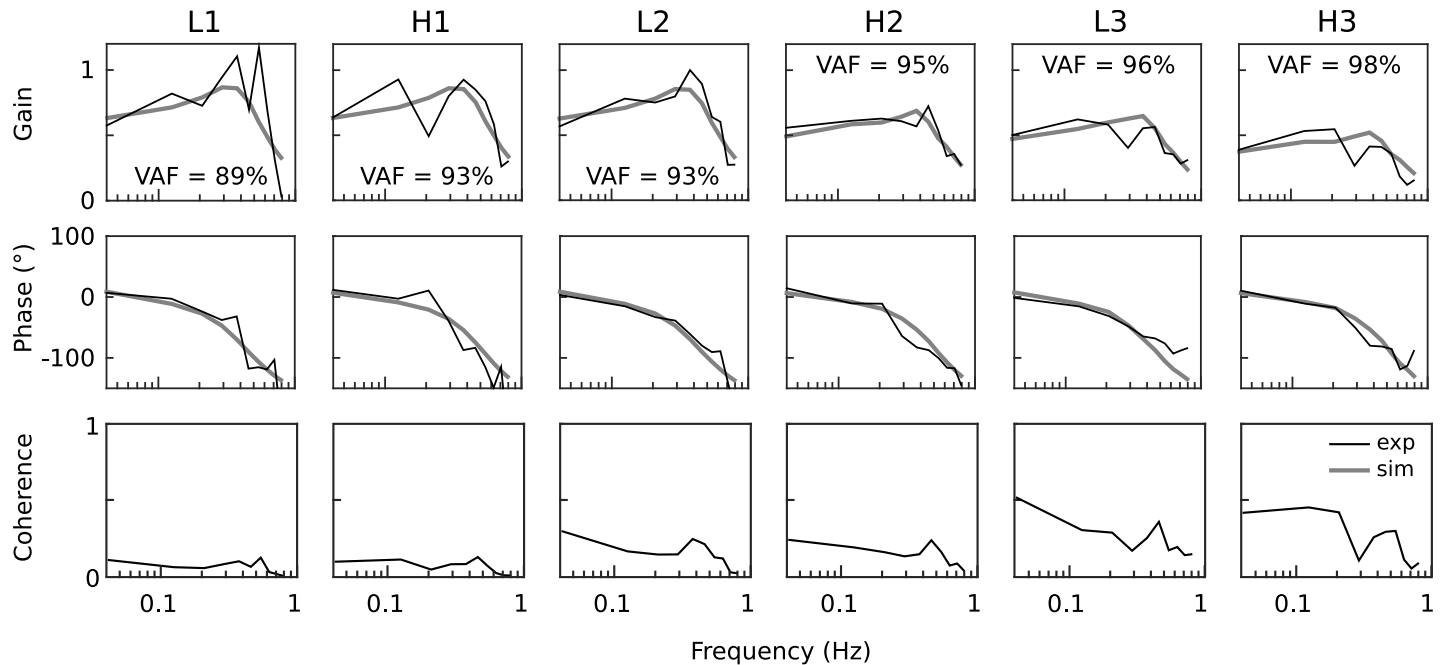 L1 H1 L2 H2 L3 H3
Gain
1
0
VAF = 89%
VAF = 93%
VAF = 93%
VAF = 95%
VAF = 96%
VAF = 98%
Phase (°)
100
0
-100
Coherence
1
0
exp
sim
0.1 1 0.1 1 0.1 1 0.1 1 0.1 1 0.1 1
Frequency (Hz)